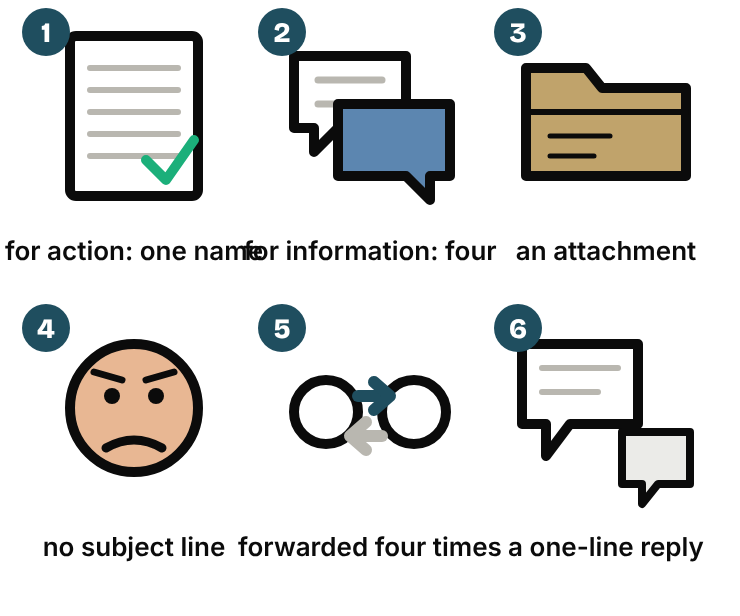 1
for action: one name
2
for information: four
3
an attachment
4
no subject line
5
forwarded four times
6
a one-line reply